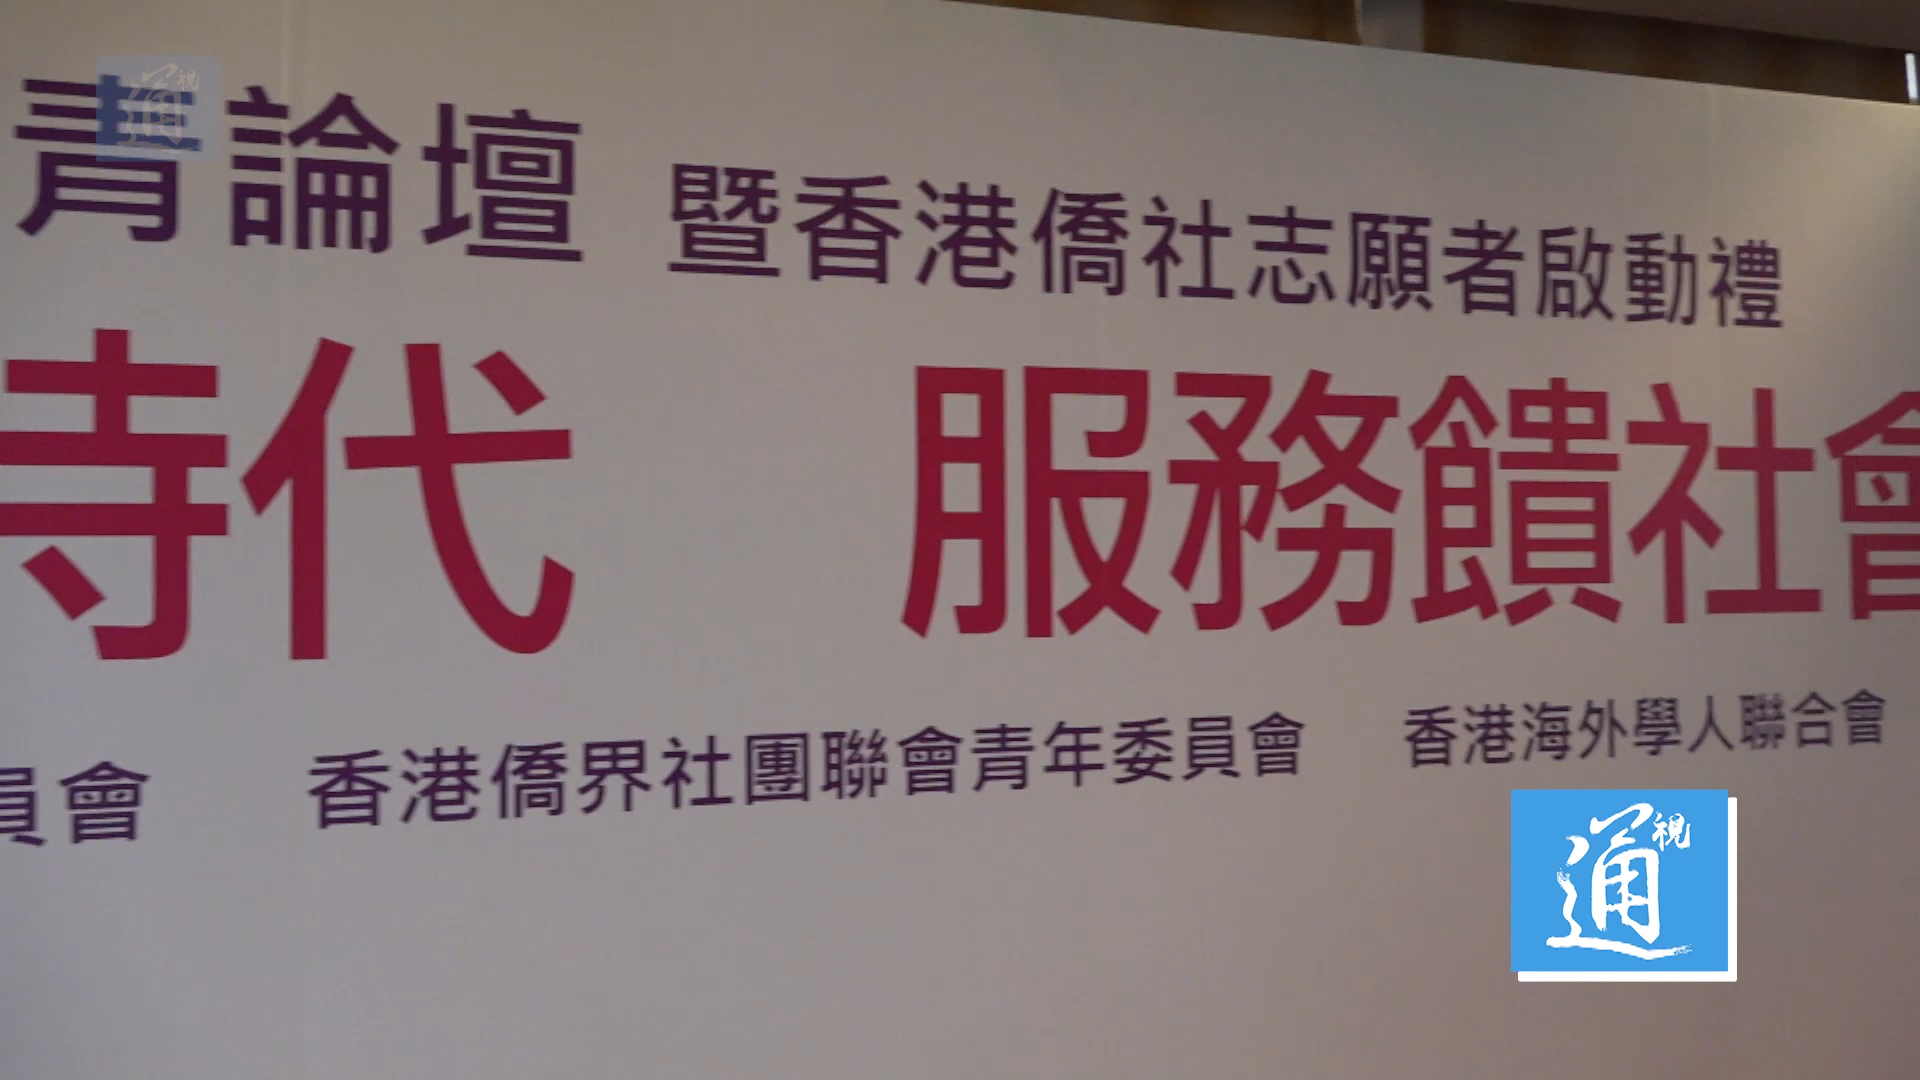 青論壇 暨香港僑社志願者啟動禮
時代 服務饋社會
員會 香港僑界社團聯會青年委員會 香港海外學人聯合會
通視
通視